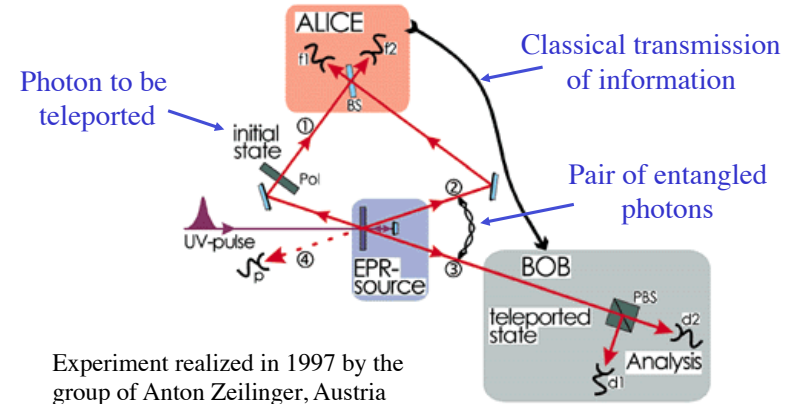 ALICE
f1
f2
BS
Classical transmission
of information
Photon to be
teleported
①
initial
state
Pol
②
Pair of entangled
photons
UV-pulse
④
p
EPR-
source
③
BOB
PBS
teleported
state
d2
Analysis
d1
Experiment realized in 1997 by the
group of Anton Zeilinger, Austria